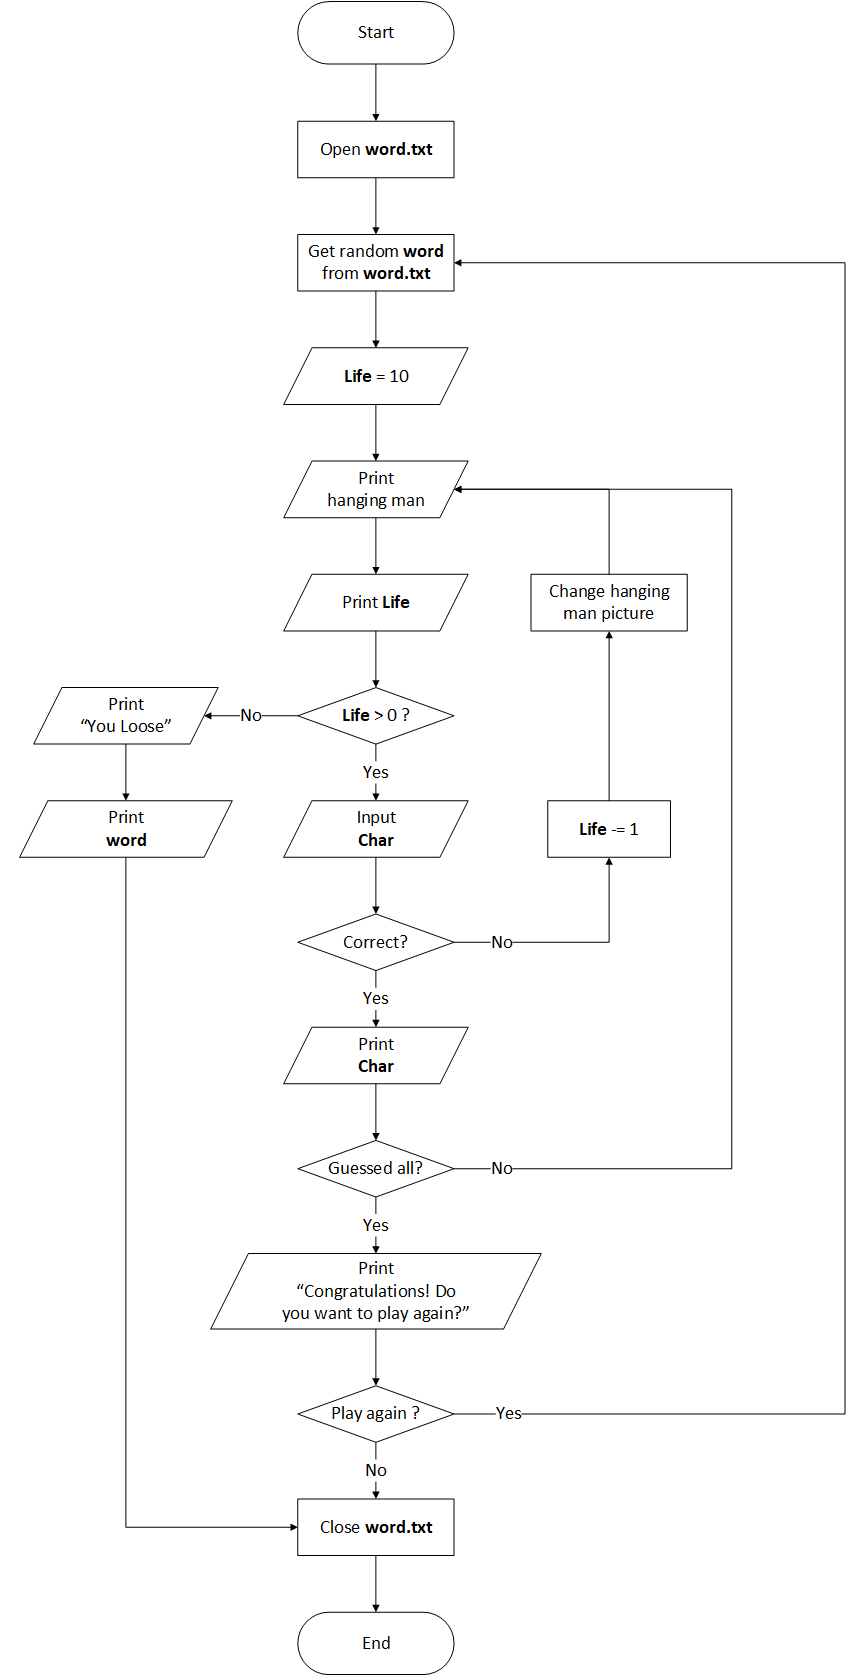 Start
Open word.txt
Get random word
from word.txt
Life = 10
Print
hanging man
Print Life
Change hanging
man picture
Life > 0 ?
No
Print
“You Loose”
Yes
Print
word
Input
Char
Life -= 1
Correct?
No
Yes
Print
Char
Guessed all?
No
Yes
Print
“Congratulations! Do
you want to play again?”
Play again ?
Yes
No
Close word.txt
End